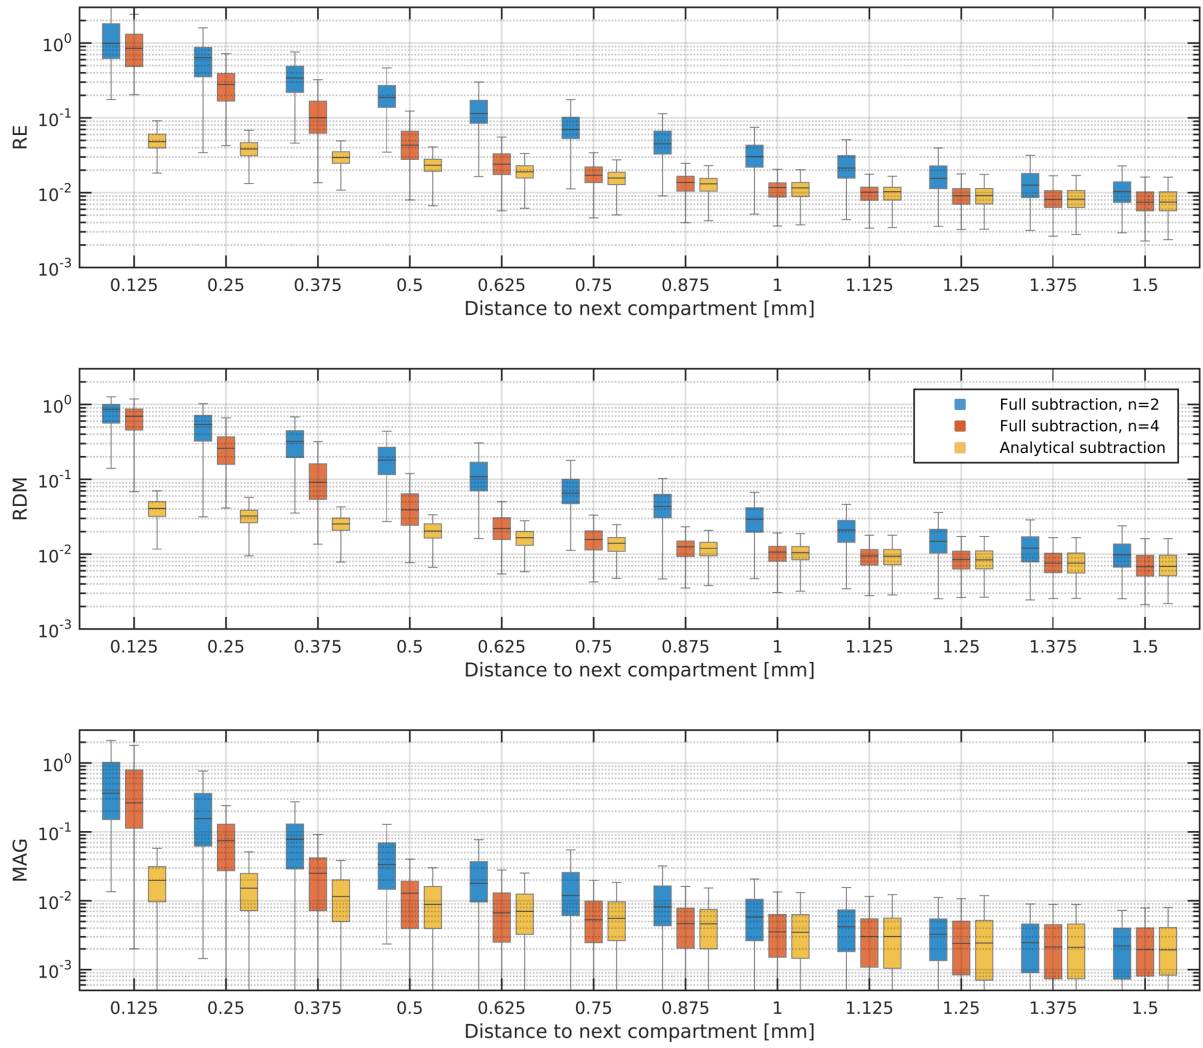 RE
10^0
10^-1
10^-2
10^-3
0.125 0.25 0.375 0.5 0.625 0.75 0.875 1 1.125 1.25 1.375 1.5
Distance to next compartment [mm]
RDM
10^0
10^-1
10^-2
10^-3
Full subtraction, n=2
Full subtraction, n=4
Analytical subtraction
0.125 0.25 0.375 0.5 0.625 0.75 0.875 1 1.125 1.25 1.375 1.5
Distance to next compartment [mm]
MAG
10^0
10^-1
10^-2
10^-3
0.125 0.25 0.375 0.5 0.625 0.75 0.875 1 1.125 1.25 1.375 1.5
Distance to next compartment [mm]